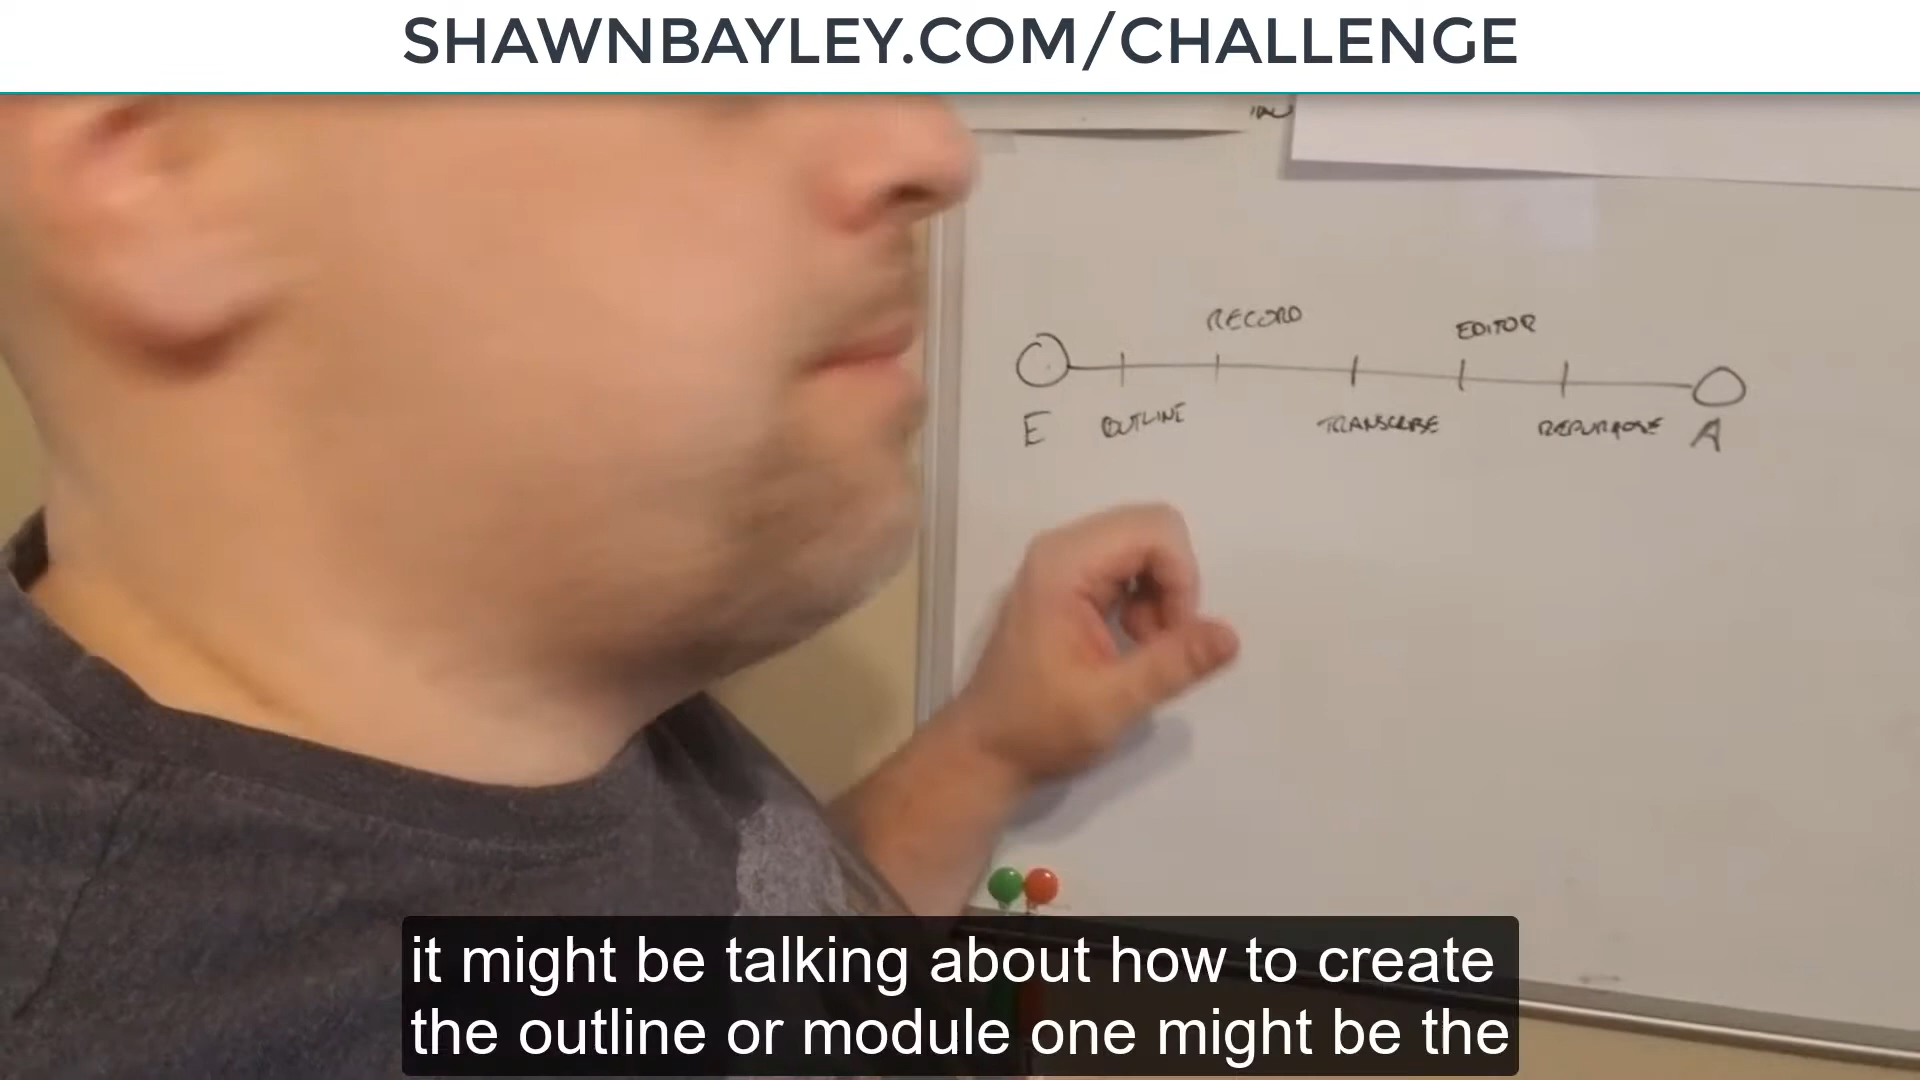 SHAWNBAYLEY.COM/CHALLENGE
RECORD
EDITOR
E OUTLINE TRANSCRIBE REPURPOSE A
it might be talking about how to create
the outline or module one might be the